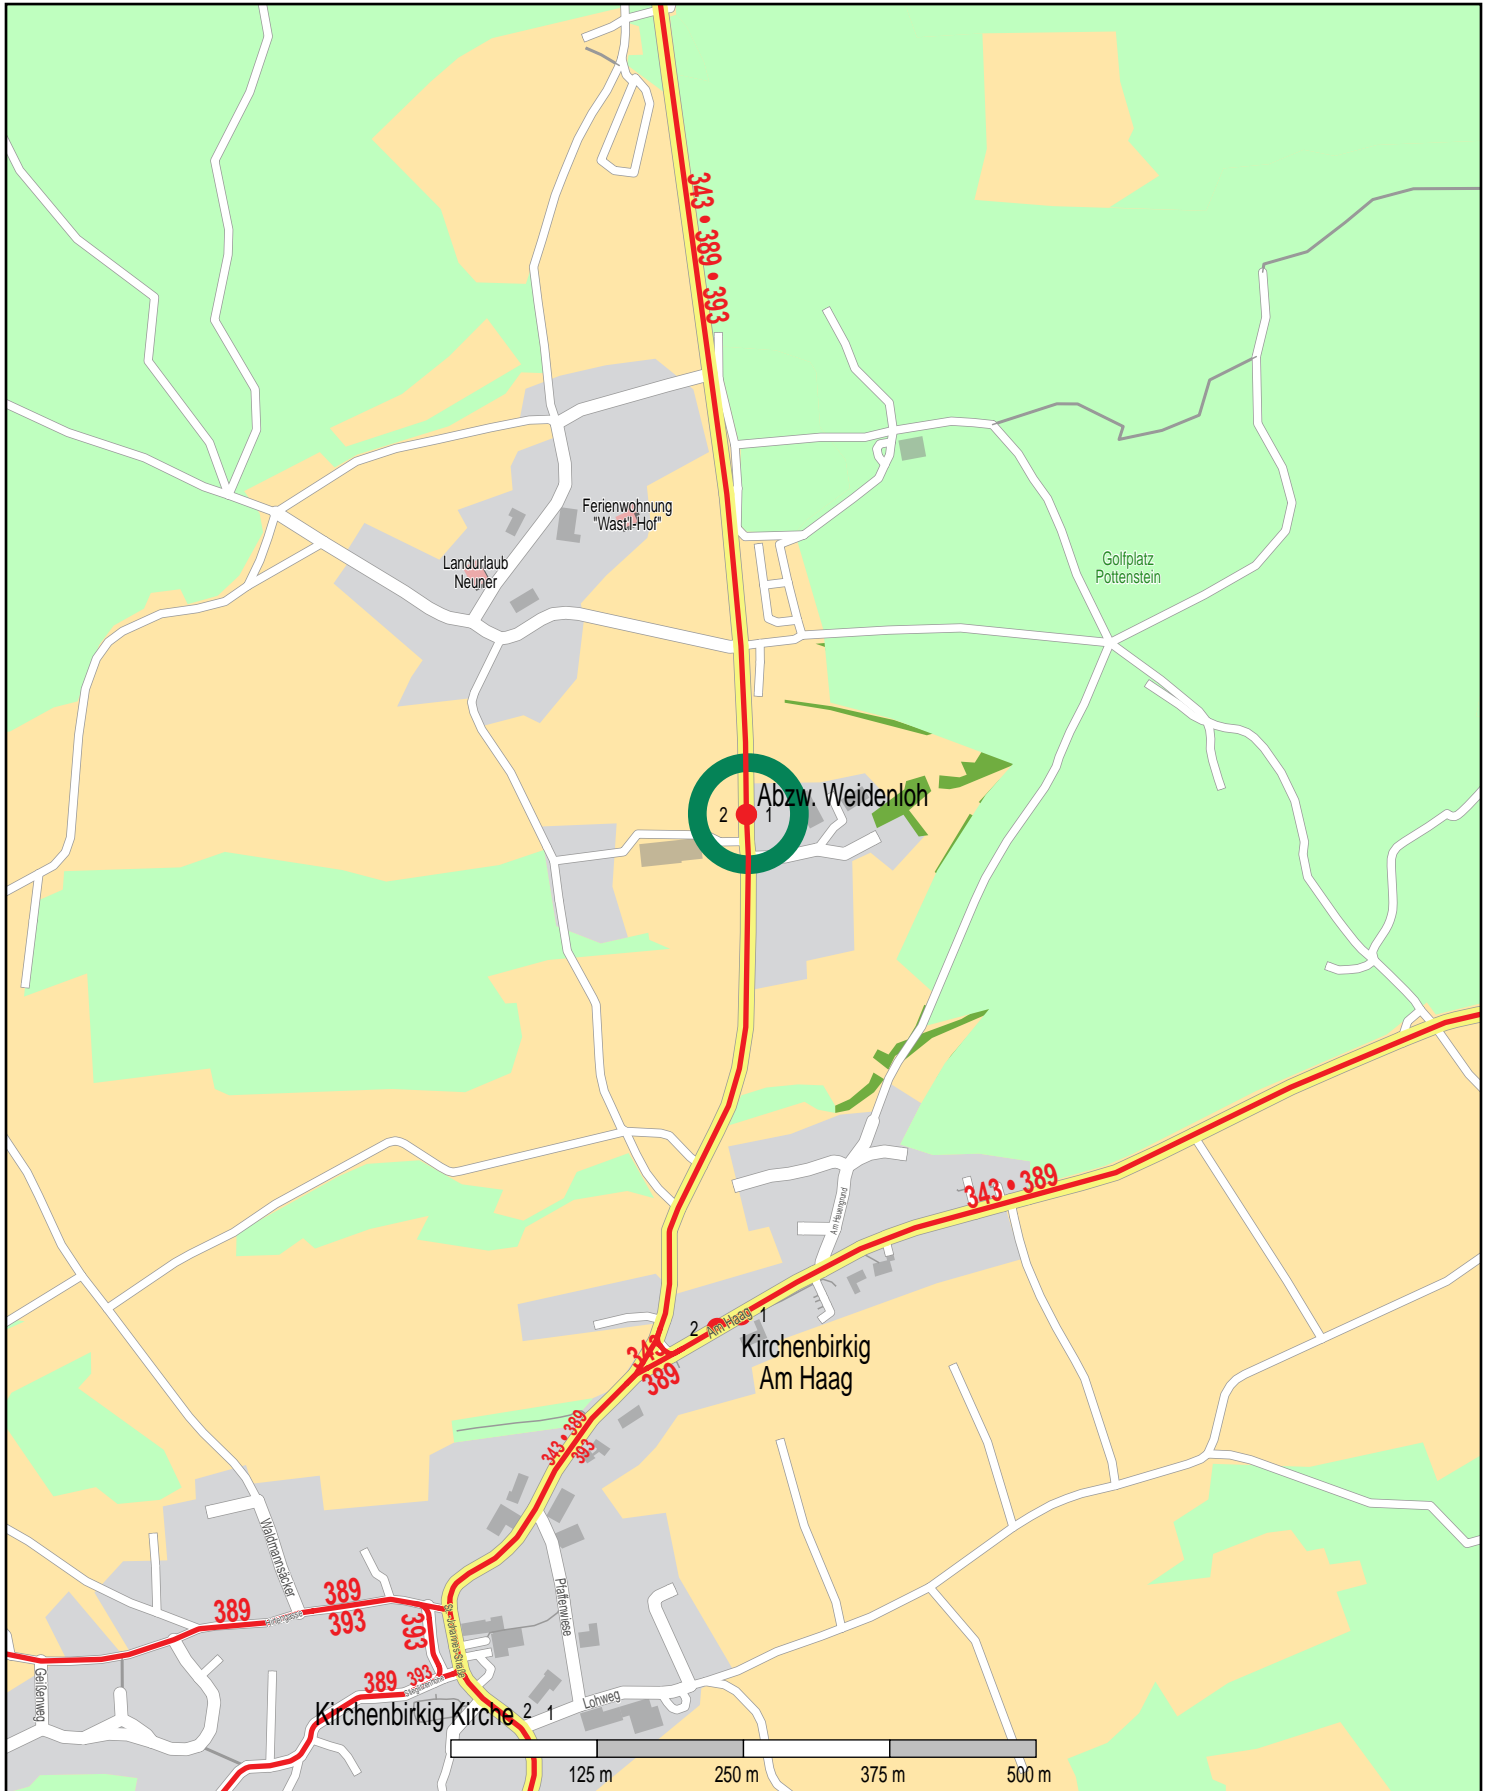 343 • 389 • 393
Ferienwohnung
"Wastl-Hof"
Landurlaub
Neuner
Golfplatz
Pottenstein
Abzw. Weidenloh
2 1
343 • 389
Am Hauengrund
Am Haag
2 1
Kirchenbirkig
Am Haag
343
389
343 • 389
393
Waldmannsäcker
Pfaffenwiese
389
389
393
393
389
393
Geißenweg
Lohweg
Kirchenbirkig Kirche 2 1
125 m 250 m 375 m 500 m